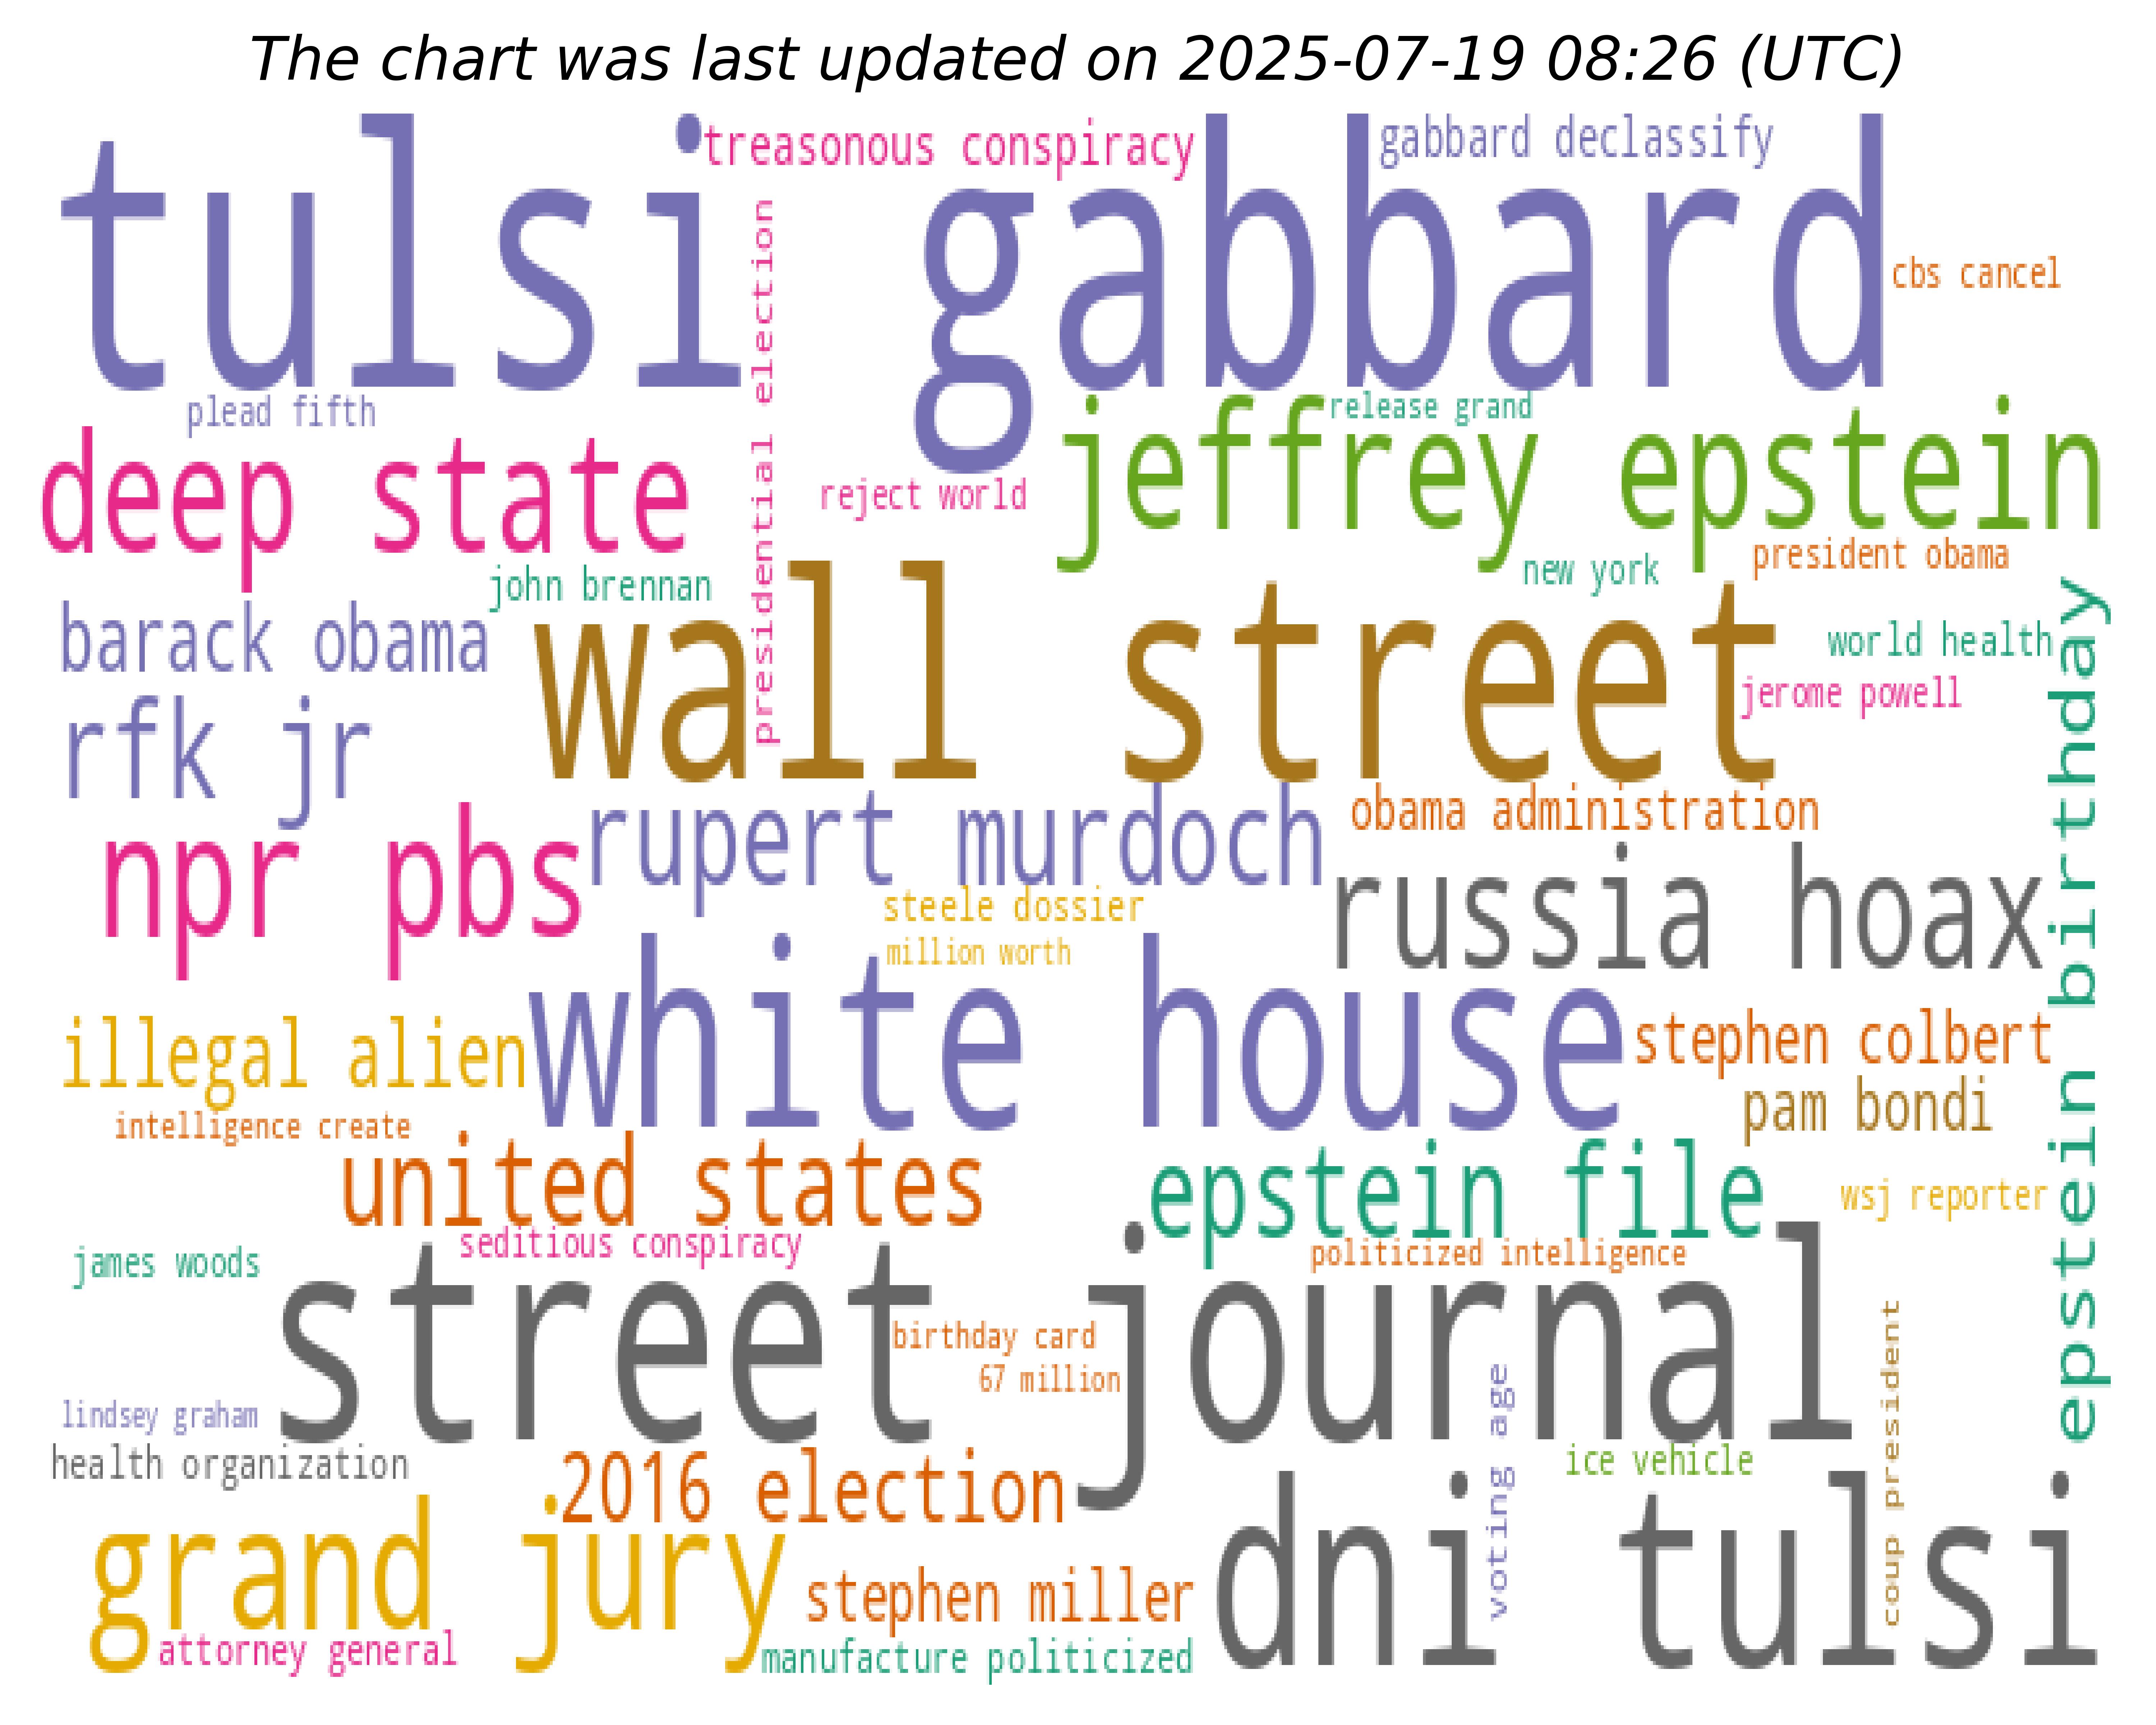 The chart was last updated on 2025-07-19 08:26 (UTC)
tulsi gabbard
treasonous conspiracy
gabbard declassify
cbs cancel
presidential election
plead fifth
release grand
jeffrey epstein
deep state
reject world
president obama
new york
john brennan
barack obama
wall street
world health
jerome powell
epstein birthday
rfk jr
rupert murdoch
obama administration
npr pbs
russia hoax
steele dossier
million worth
white house
illegal alien
stephen colbert
pam bondi
intelligence create
united states
epstein file
wsj reporter
seditious conspiracy
politicized intelligence
james woods
street journal
birthday card
67 million
lindsey graham
health organization
2016 election
voting age
ice vehicle
coup president
grand jury
dni tulsi
stephen miller
attorney general
manufacture politicized